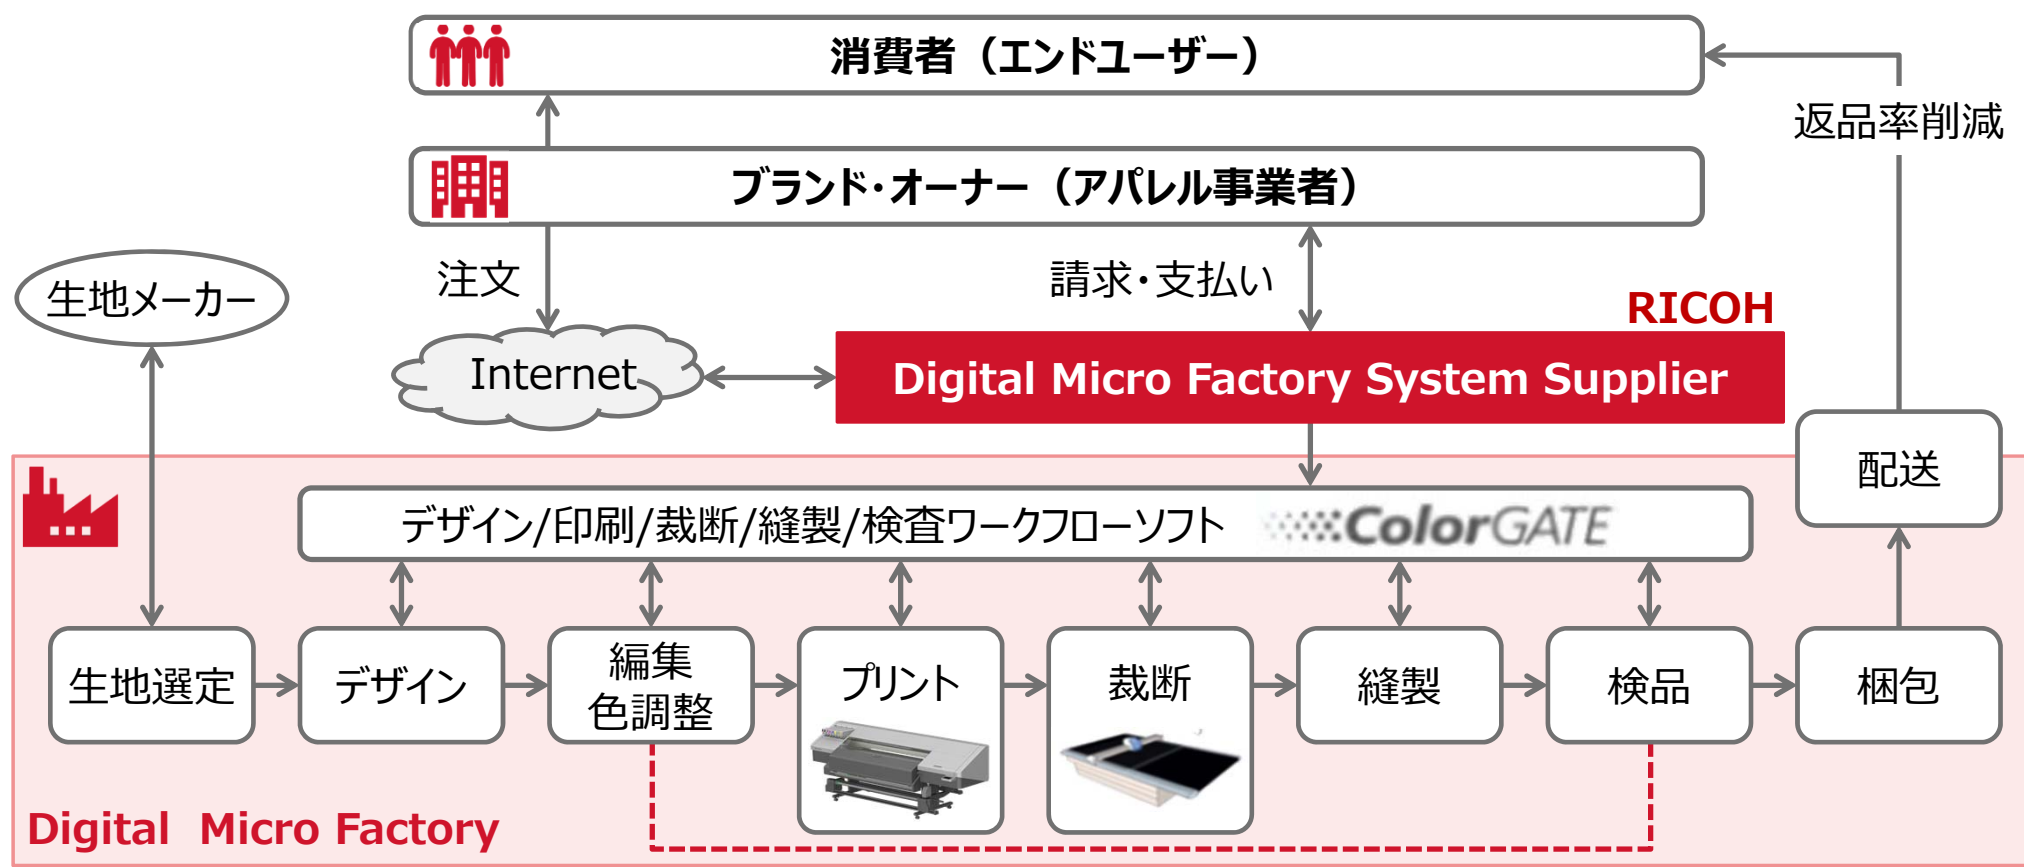 消費者（エンドユーザー）
返品率削減
ブランド・オーナー（アパレル事業者）
注文
請求・支払い
生地メーカー
RICOH
Internet
Digital Micro Factory System Supplier
配送
デザイン/印刷/裁断/縫製/検査ワークフローソフト ColorGATE
生地選定
デザイン
編集
色調整
プリント
裁断
縫製
検品
梱包
Digital Micro Factory